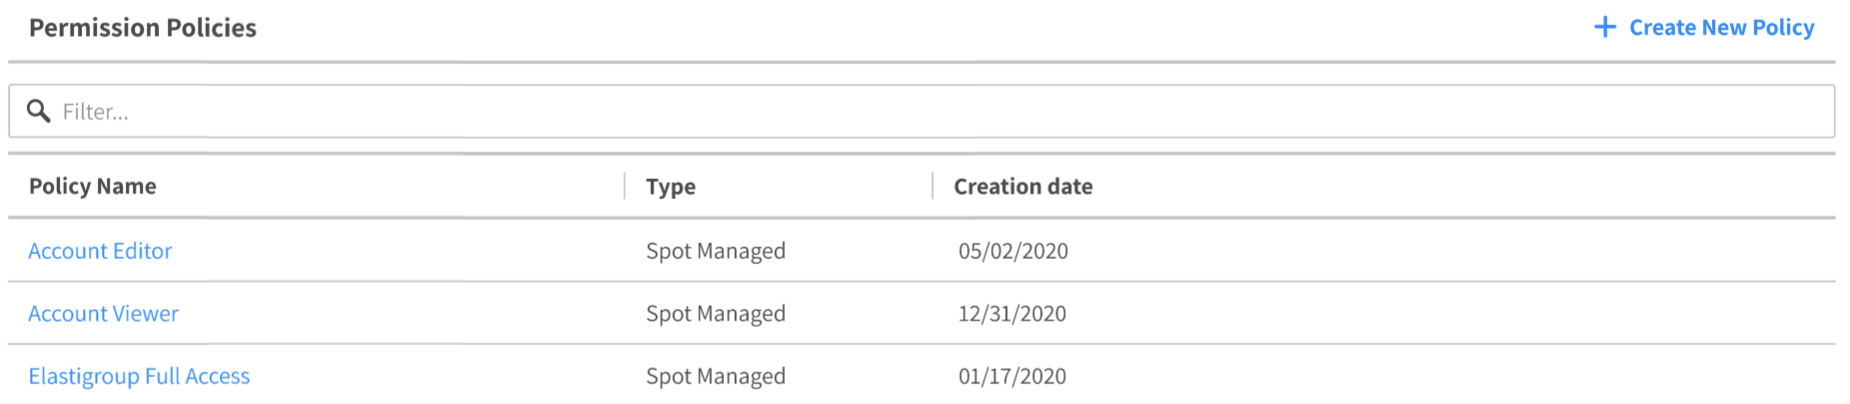 Permission Policies
+ Create New Policy
Filter...
Policy Name Type Creation date
Account Editor Spot Managed 05/02/2020
Account Viewer Spot Managed 12/31/2020
Elastigroup Full Access Spot Managed 01/17/2020